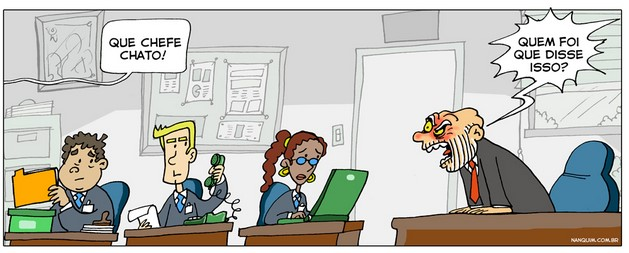 QUE CHEFE
CHATO!
QUEM FOI
QUE DISSE
ISSO?
NANQUIM.COM.BR